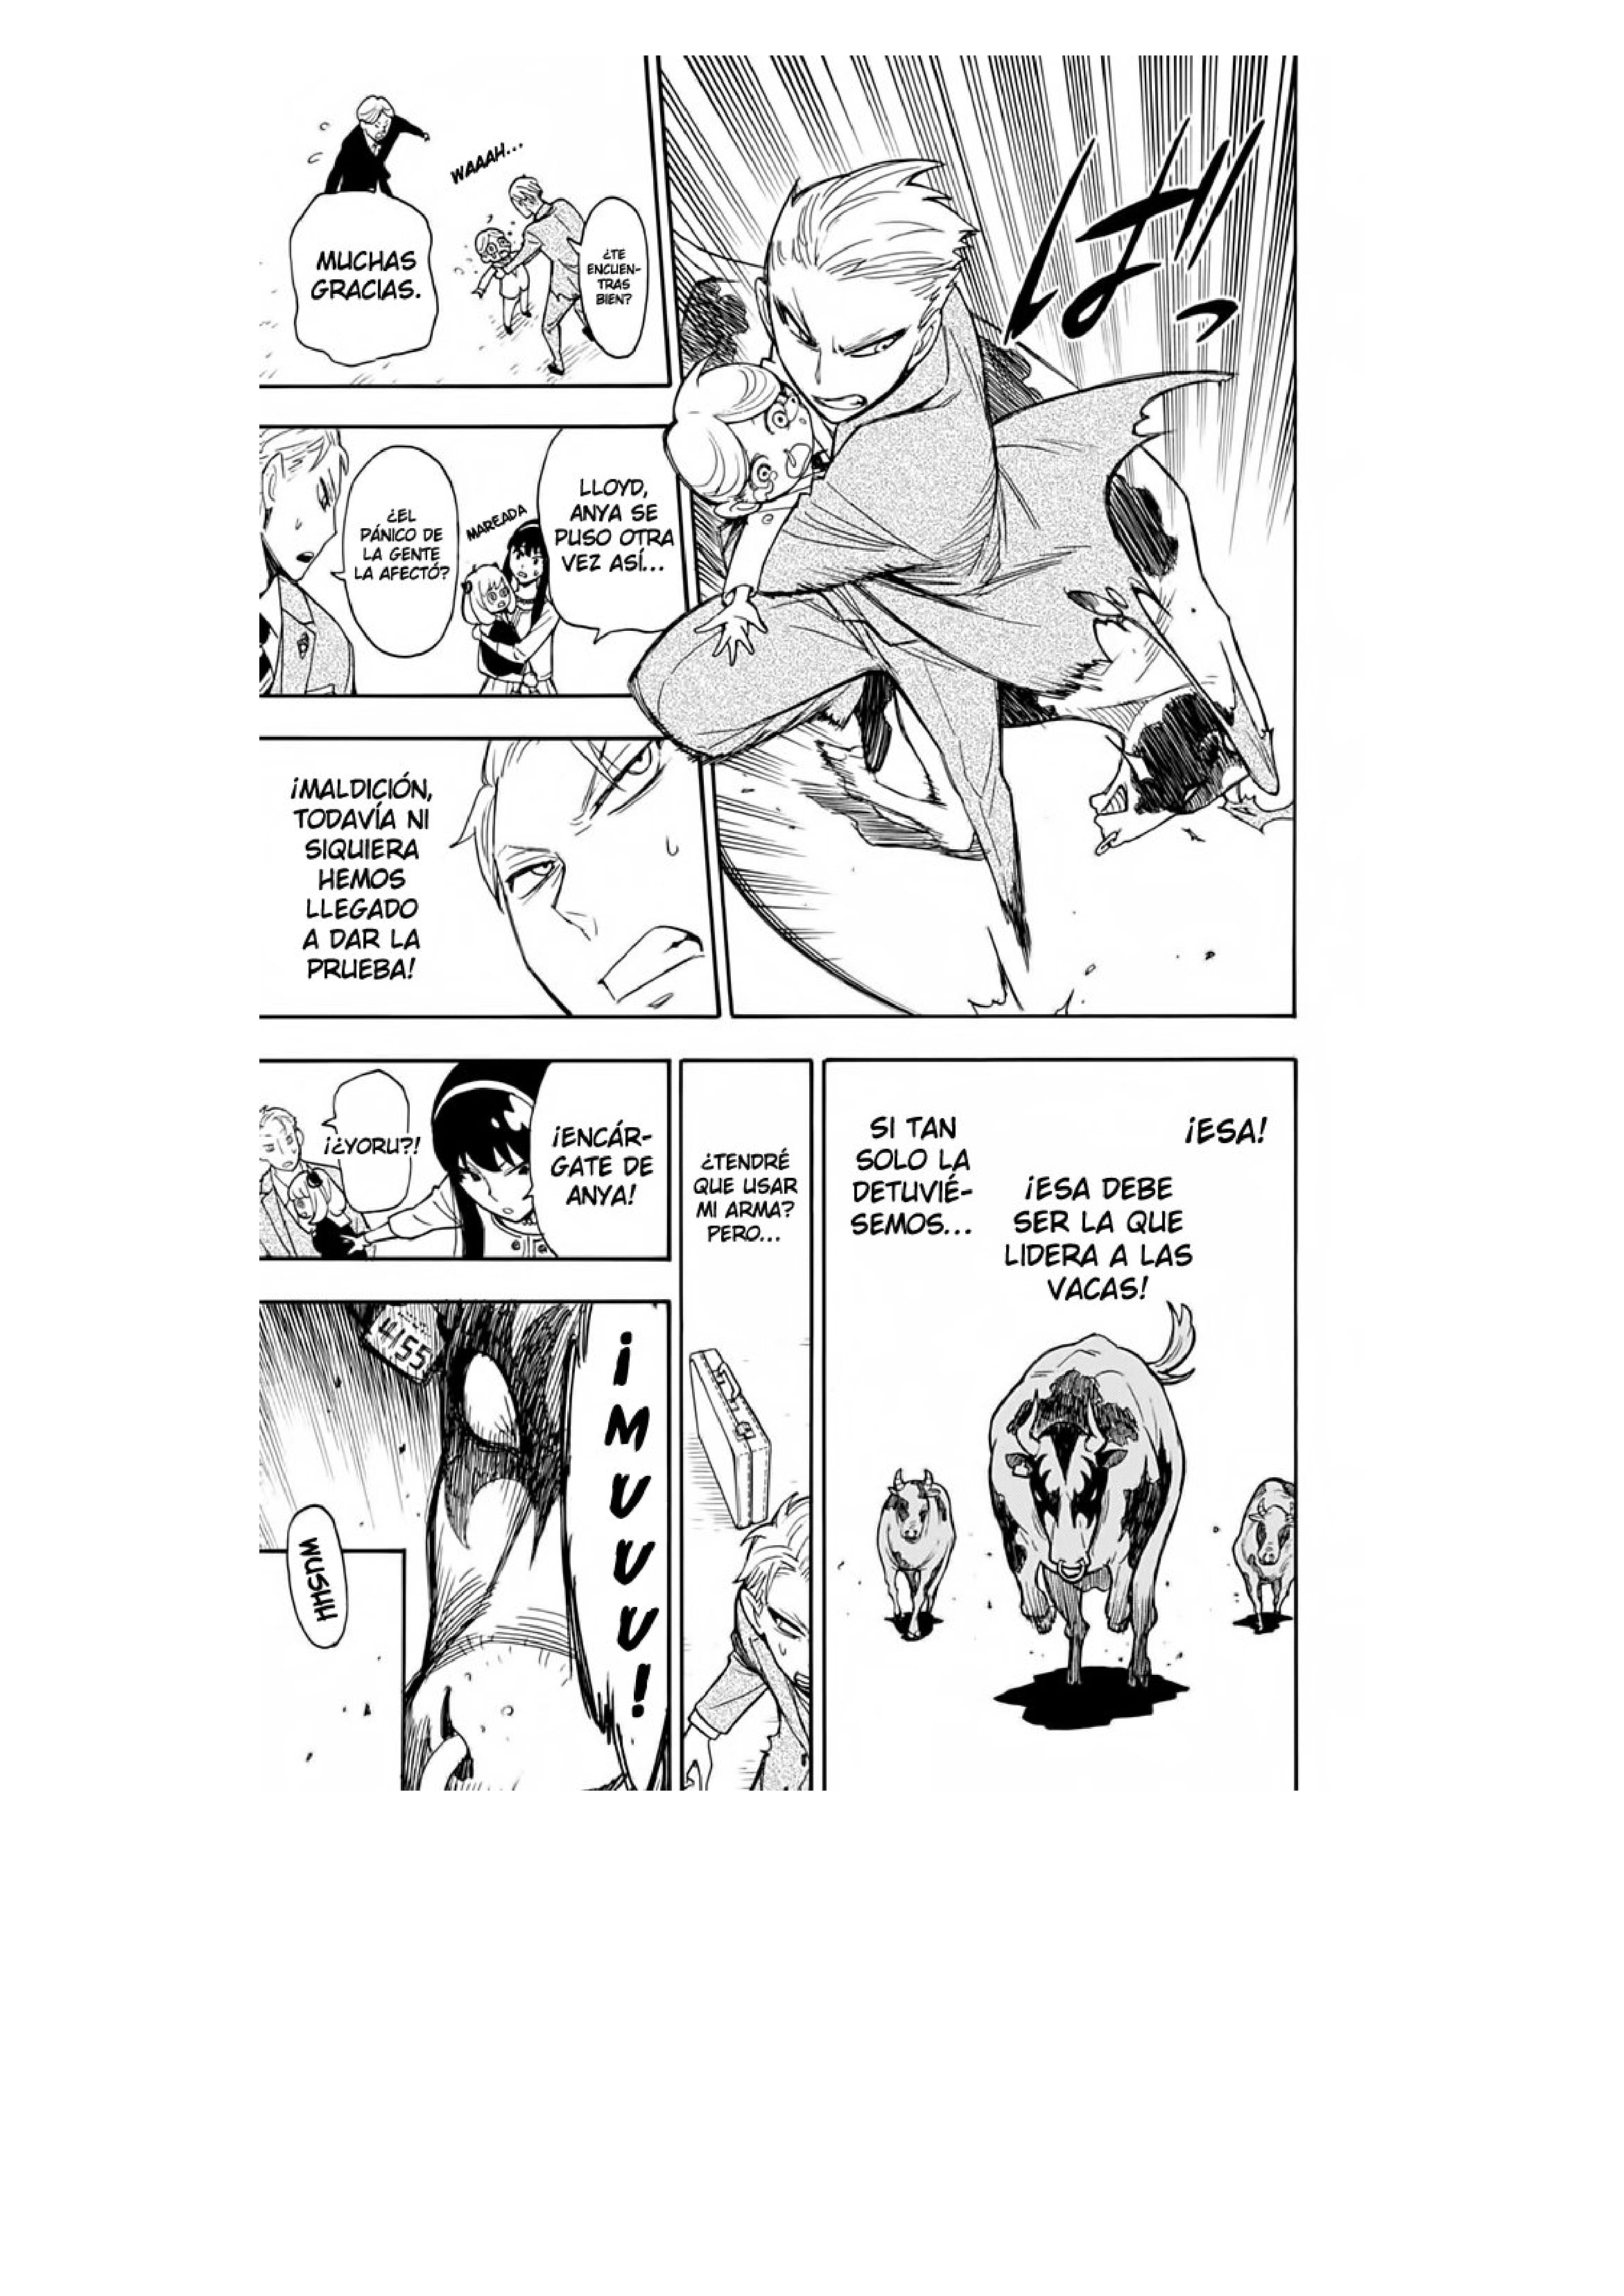 ばッ
¿TE
ENCUEN-
TRAS
BIEN?
WAAAH...
MUCHAS
GRACIAS.
LLOYD,
ANYA SE
PUSO OTRA
VEZ ASÍ...
MAREADA
¿EL
PÁNICO DE
LA GENTE
LA AFECTÓ?
¡MALDICIÓN,
TODAVÍA NI
SIQUIERA
HEMOS
LLEGADO
A DAR LA
PRUEBA!
¡ESA!
¡ESA DEBE
SER LA QUE
LIDERA A LAS
VACAS!
SI TAN
SOLO LA
DETUVIÉ-
SEMOS...
¿TENDRÉ
QUE USAR
MI ARMA?
PERO...
¡ENCÁR-
GATE DE
ANYA!
¡¿YORU?!
¡MUUU!
4155
WUSHH